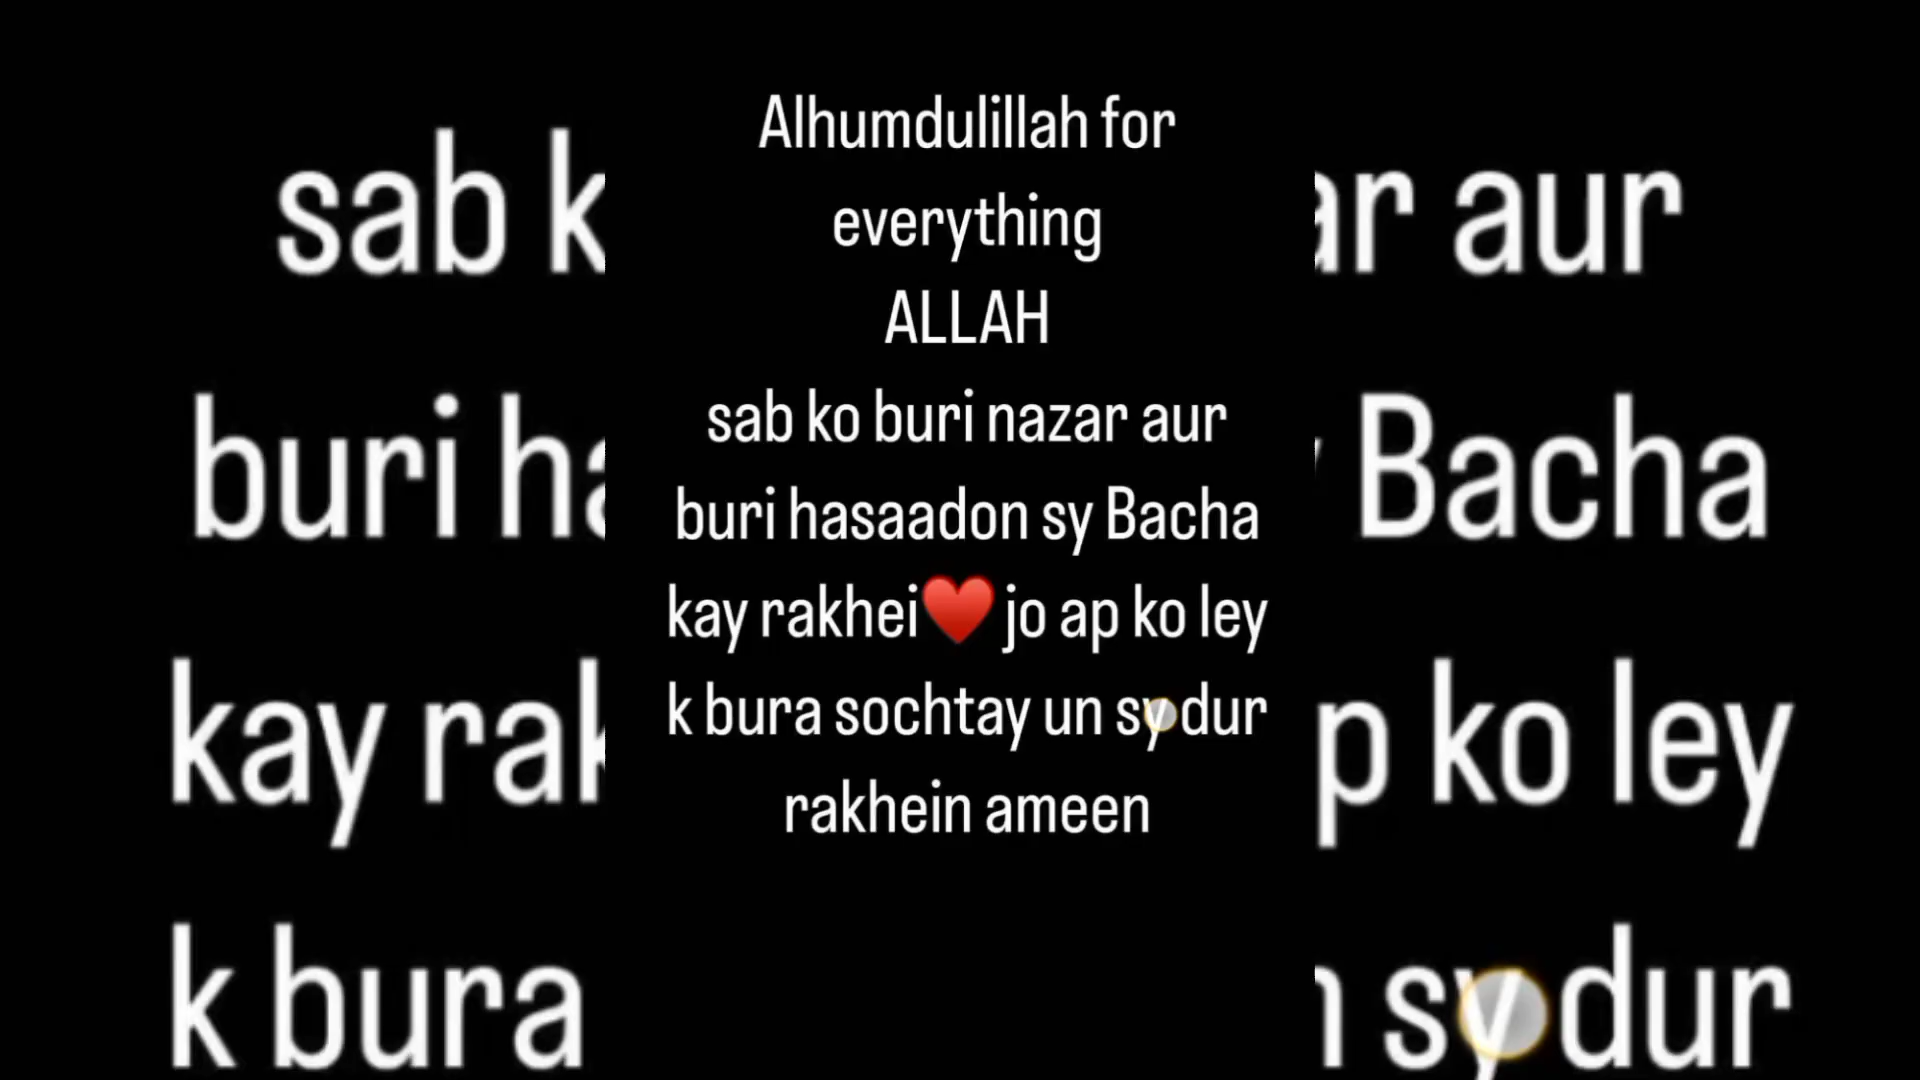 Alhumdulillah for
everything
ALLAH
sab ko buri nazar aur
buri hasaadon sy Bacha
kay rakhei❤️ jo ap ko ley
k bura sochtay un sy dur
rakhein ameen